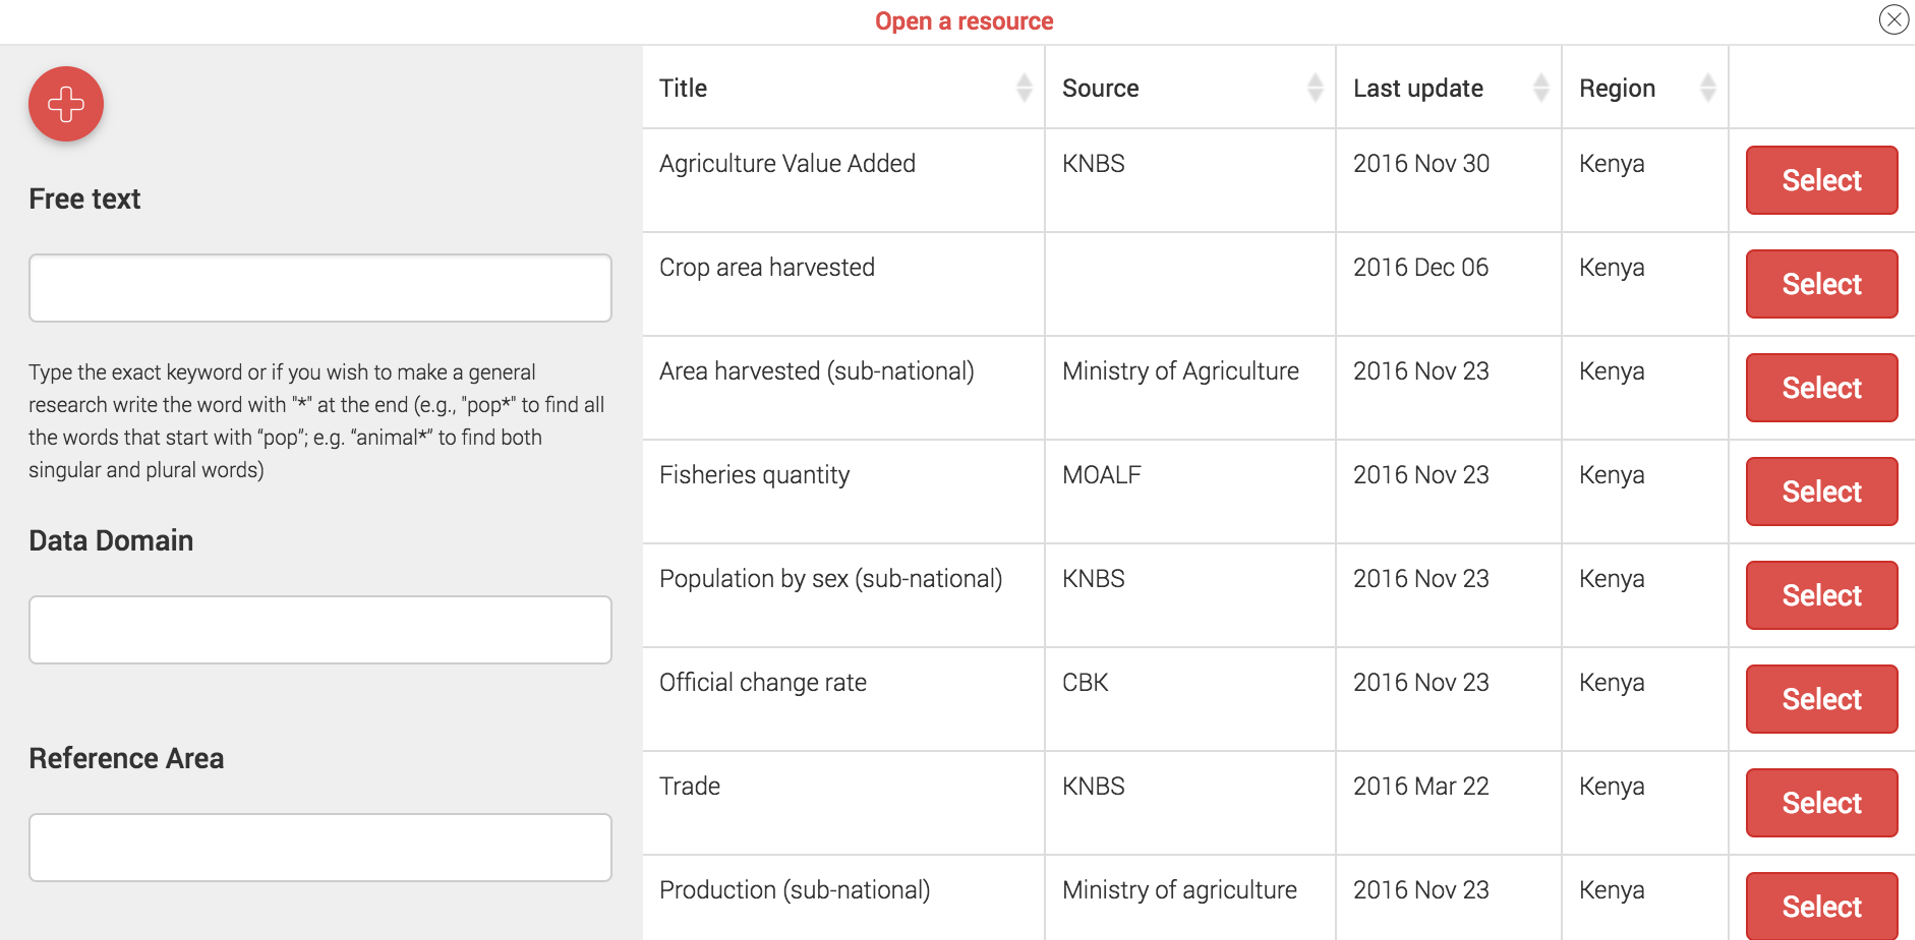 Open a resource
Free text
Type the exact keyword or if you wish to make a general
research write the word with "*" at the end (e.g., "pop*" to find all
the words that start with “pop”; e.g. “animal*” to find both
singular and plural words)
Data Domain
Reference Area
Title Source Last update Region
Agriculture Value Added KNBS 2016 Nov 30 Kenya Select
Crop area harvested 2016 Dec 06 Kenya Select
Area harvested (sub-national) Ministry of Agriculture 2016 Nov 23 Kenya Select
Fisheries quantity MOALF 2016 Nov 23 Kenya Select
Population by sex (sub-national) KNBS 2016 Nov 23 Kenya Select
Official change rate CBK 2016 Nov 23 Kenya Select
Trade KNBS 2016 Mar 22 Kenya Select
Production (sub-national) Ministry of agriculture 2016 Nov 23 Kenya Select